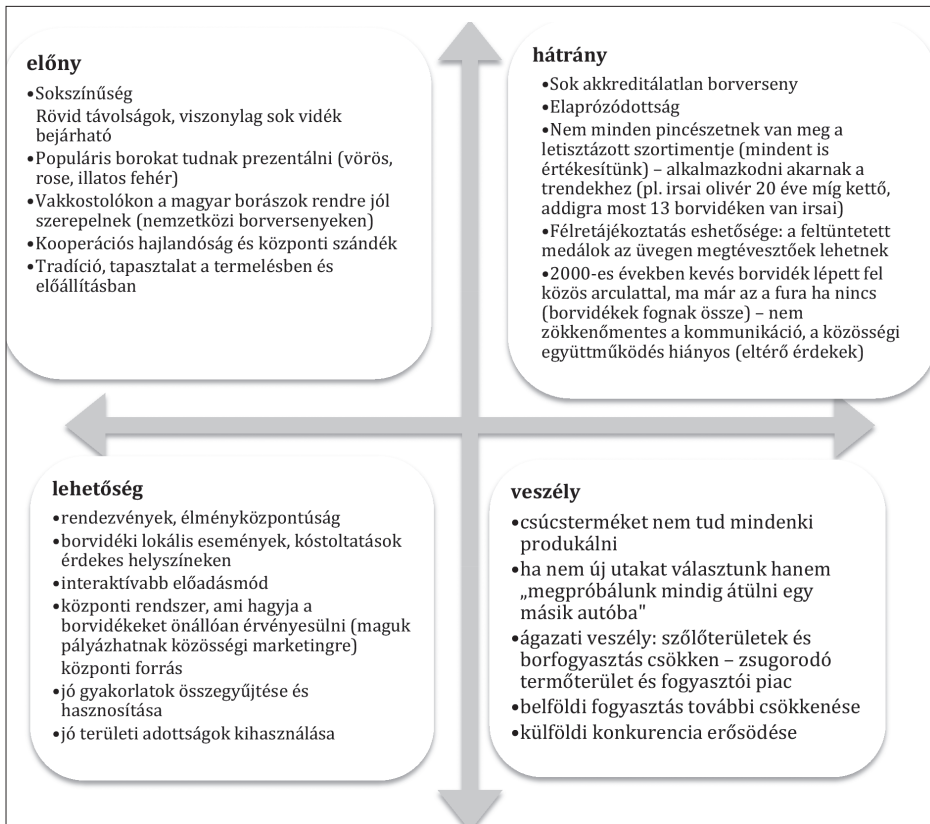 előny
•Sokszínűség
Rövid távolságok, viszonylag sok vidék
bejárható
•Populáris borokat tudnak prezentálni (vörös,
rose, illatos fehér)
•Vakkostolókon a magyar borászok rendre jól
szerepelnek (nemzetközi borversenyeken)
•Kooperációs hajlandóság és központi szándék
•Tradíció, tapasztalat a termelésben és
előállításban
hátrány
•Sok akkreditálatlan borverseny
•Elaprózódottság
•Nem minden pincészetnek van meg a
letisztázott szortimentje (mindent is
értékesítünk) – alkalmazkodni akarnak a
trendekhez (pl. irsai olivér 20 éve míg kettő,
addigra most 13 borvidéken van irsai)
•Félretájékoztatás eshetősége: a feltüntetett
medálok az üvegen megtévesztőek lehetnek
•2000-es években kevés borvidék lépett fel
közös arculattal, ma már az a fura ha nincs
(borvidékek fognak össze) – nem
zökkenőmentes a kommunikáció, a közösségi
együttműködés hiányos (eltérő érdekek)
lehetőség
•rendezvények, élményközpontúság
•borvidéki lokális események, kóstoltatások
érdekes helyszíneken
•interaktívabb előadásmód
•központi rendszer, ami hagyja a
borvidékeket önállóan érvényesülni (maguk
pályázhatnak közösségi marketingre)
központi forrás
•jó gyakorlatok összegyűjtése és
hasznosítása
•jó területi adottságok kihasználása
veszély
•csúcsterméket nem tud mindenki
produkálni
•ha nem új utakat választunk hanem
„megpróbálunk mindig átülni egy
másik autóba"
•ágazati veszély: szőlőterületek és
borfogyasztás csökken – zsugorodó
termőterület és fogyasztói piac
•belföldi fogyasztás további csökkenése
•külföldi konkurencia erősödése